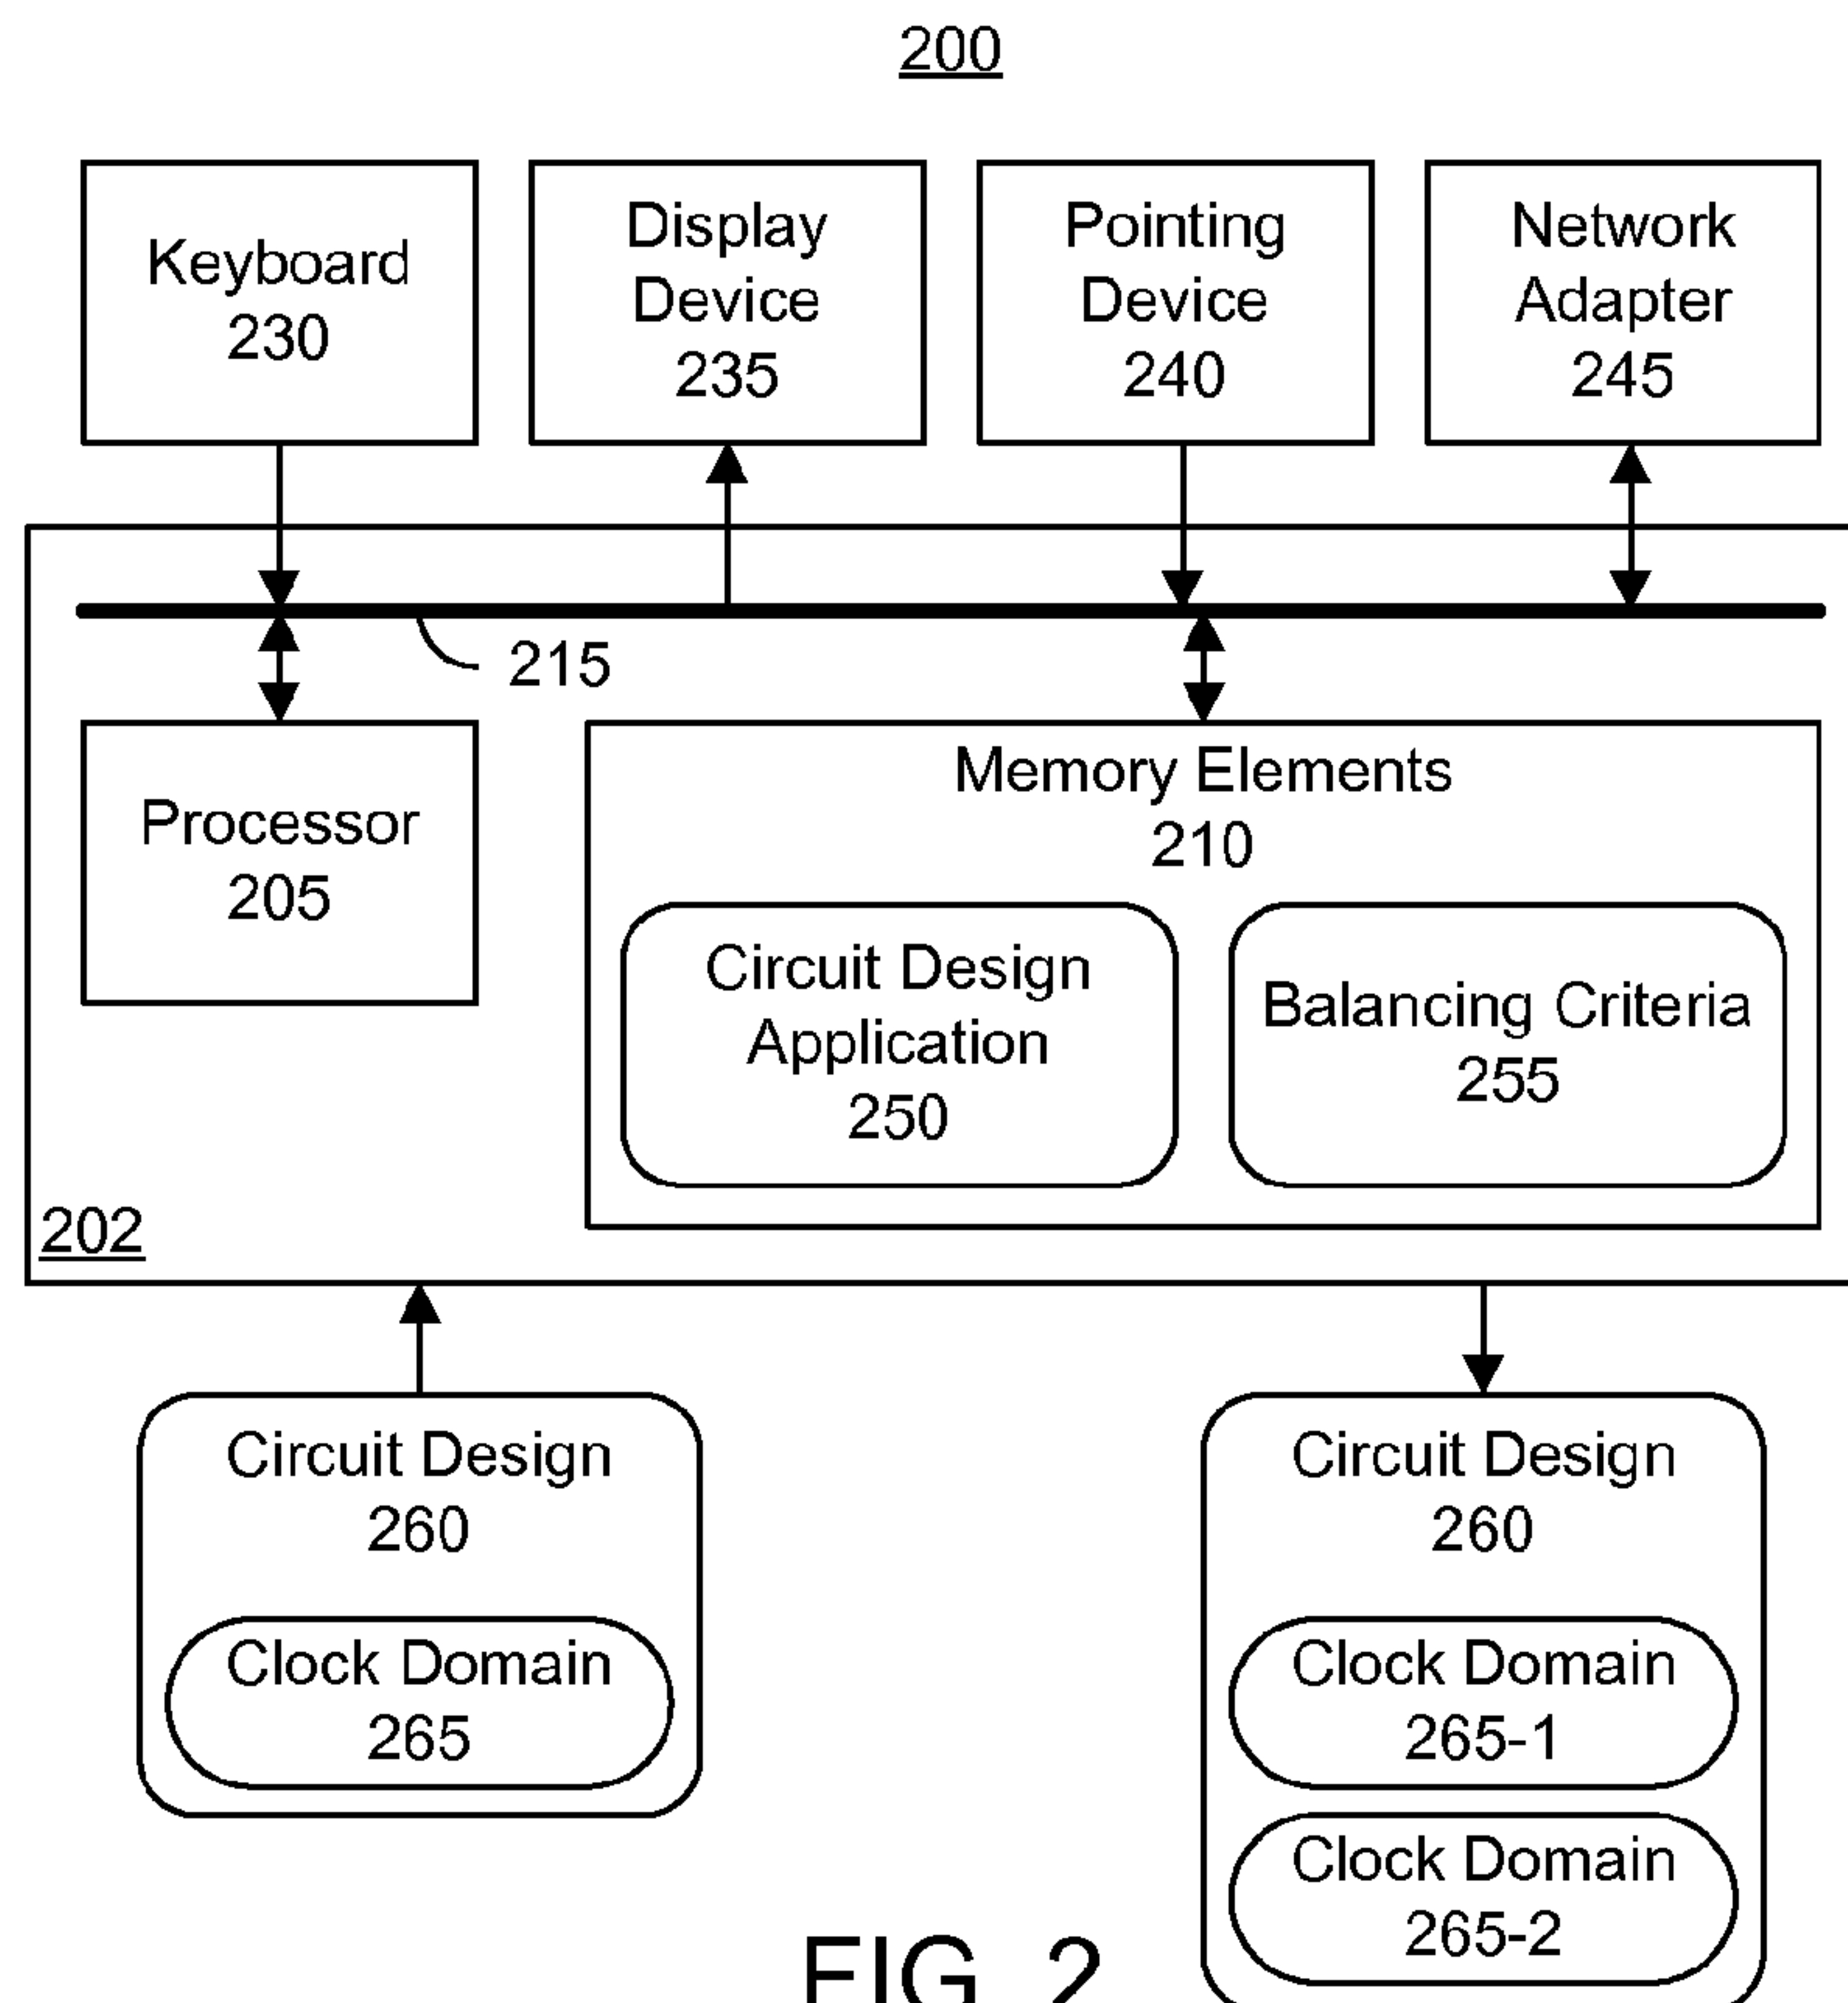 200
Keyboard
230
Display
Device
235
Pointing
Device
240
Network
Adapter
245
215
Processor
205
Memory Elements
210
Circuit Design
Application
250
Balancing Criteria
255
202
Circuit Design
260
Clock Domain
265
Circuit Design
260
Clock Domain
265-1
Clock Domain
265-2
FIG. 2